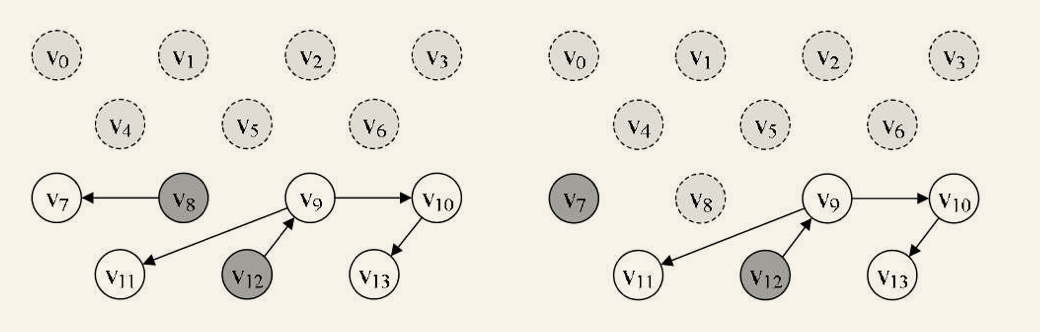 V₀ V₁ V₂ V₃ V₀ V₁ V₂ V₃
V₄ V₅ V₆ V₄ V₅ V₆
V₇ V₈ V₉ V₁₀ V₇ V₈ V₉ V₁₀
V₁₁ V₁₂ V₁₃ V₁₁ V₁₂ V₁₃